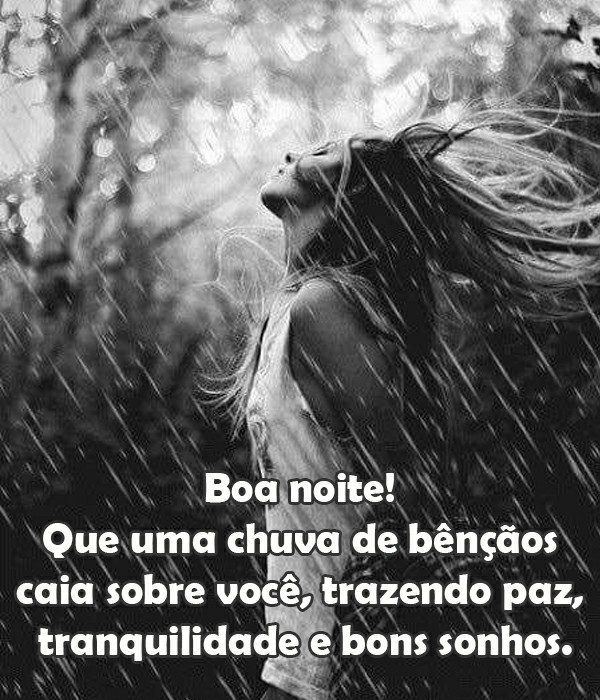 Boa noite!
Que uma chuva de bênçãos
caia sobre você, trazendo paz,
tranquilidade e bons sonhos.